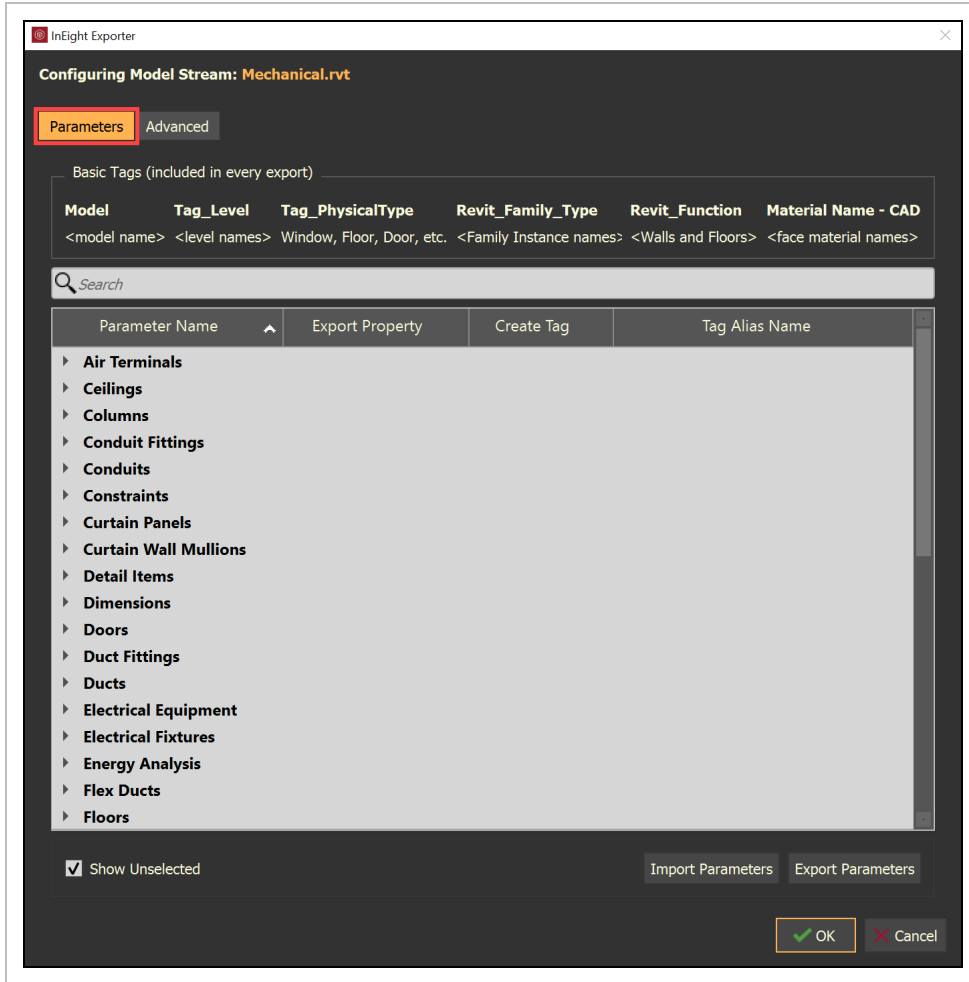 InEight Exporter
Configuring Model Stream: Mechanical.rvt
Parameters Advanced
Basic Tags (included in every export)
Model Tag_Level Tag_PhysicalType Revit_Family_Type Revit_Function Material Name - CAD
<model name> <level names> Window, Floor, Door, etc. <Family Instance names> <Walls and Floors> <face material names>
Search
Parameter Name Export Property Create Tag Tag Alias Name
Air Terminals
Ceilings
Columns
Conduit Fittings
Conduits
Constraints
Curtain Panels
Curtain Wall Mullions
Detail Items
Dimensions
Doors
Duct Fittings
Ducts
Electrical Equipment
Electrical Fixtures
Energy Analysis
Flex Ducts
Floors
Show Unselected Import Parameters Export Parameters
OK Cancel